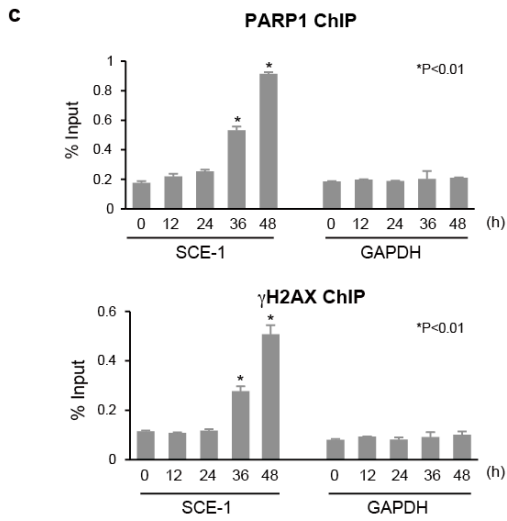 c
PARP1 ChIP
*P<0.01
% Input
1
0.8
0.6
0.4
0.2
0
*
*
0 12 24 36 48 0 12 24 36 48 (h)
SCE-1 GAPDH
γH2AX ChIP
*P<0.01
% Input
0.6
0.4
0.2
0
*
*
0 12 24 36 48 0 12 24 36 48 (h)
SCE-1 GAPDH